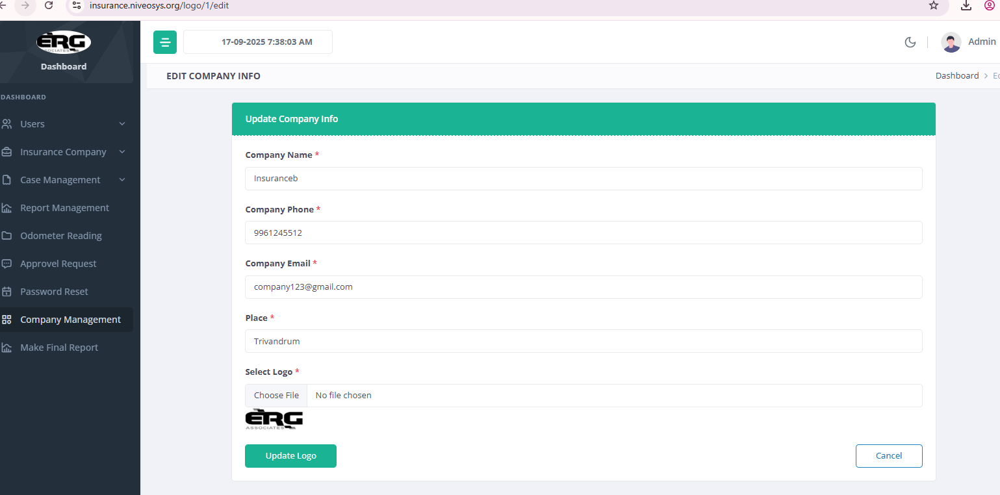 insurance.niveosys.org/logo/1/edit
ERG
ASSOCIATES
Dashboard
17-09-2025 7:38:03 AM
Admin
EDIT COMPANY INFO
Dashboard >
DASHBOARD
Users
Insurance Company
Case Management
Report Management
Odometer Reading
Approvel Request
Password Reset
Company Management
Make Final Report
Update Company Info
Company Name *
Insuranceb
Company Phone *
9961245512
Company Email *
company123@gmail.com
Place *
Trivandrum
Select Logo *
Choose File No file chosen
ERG
ASSOCIATES
Update Logo
Cancel